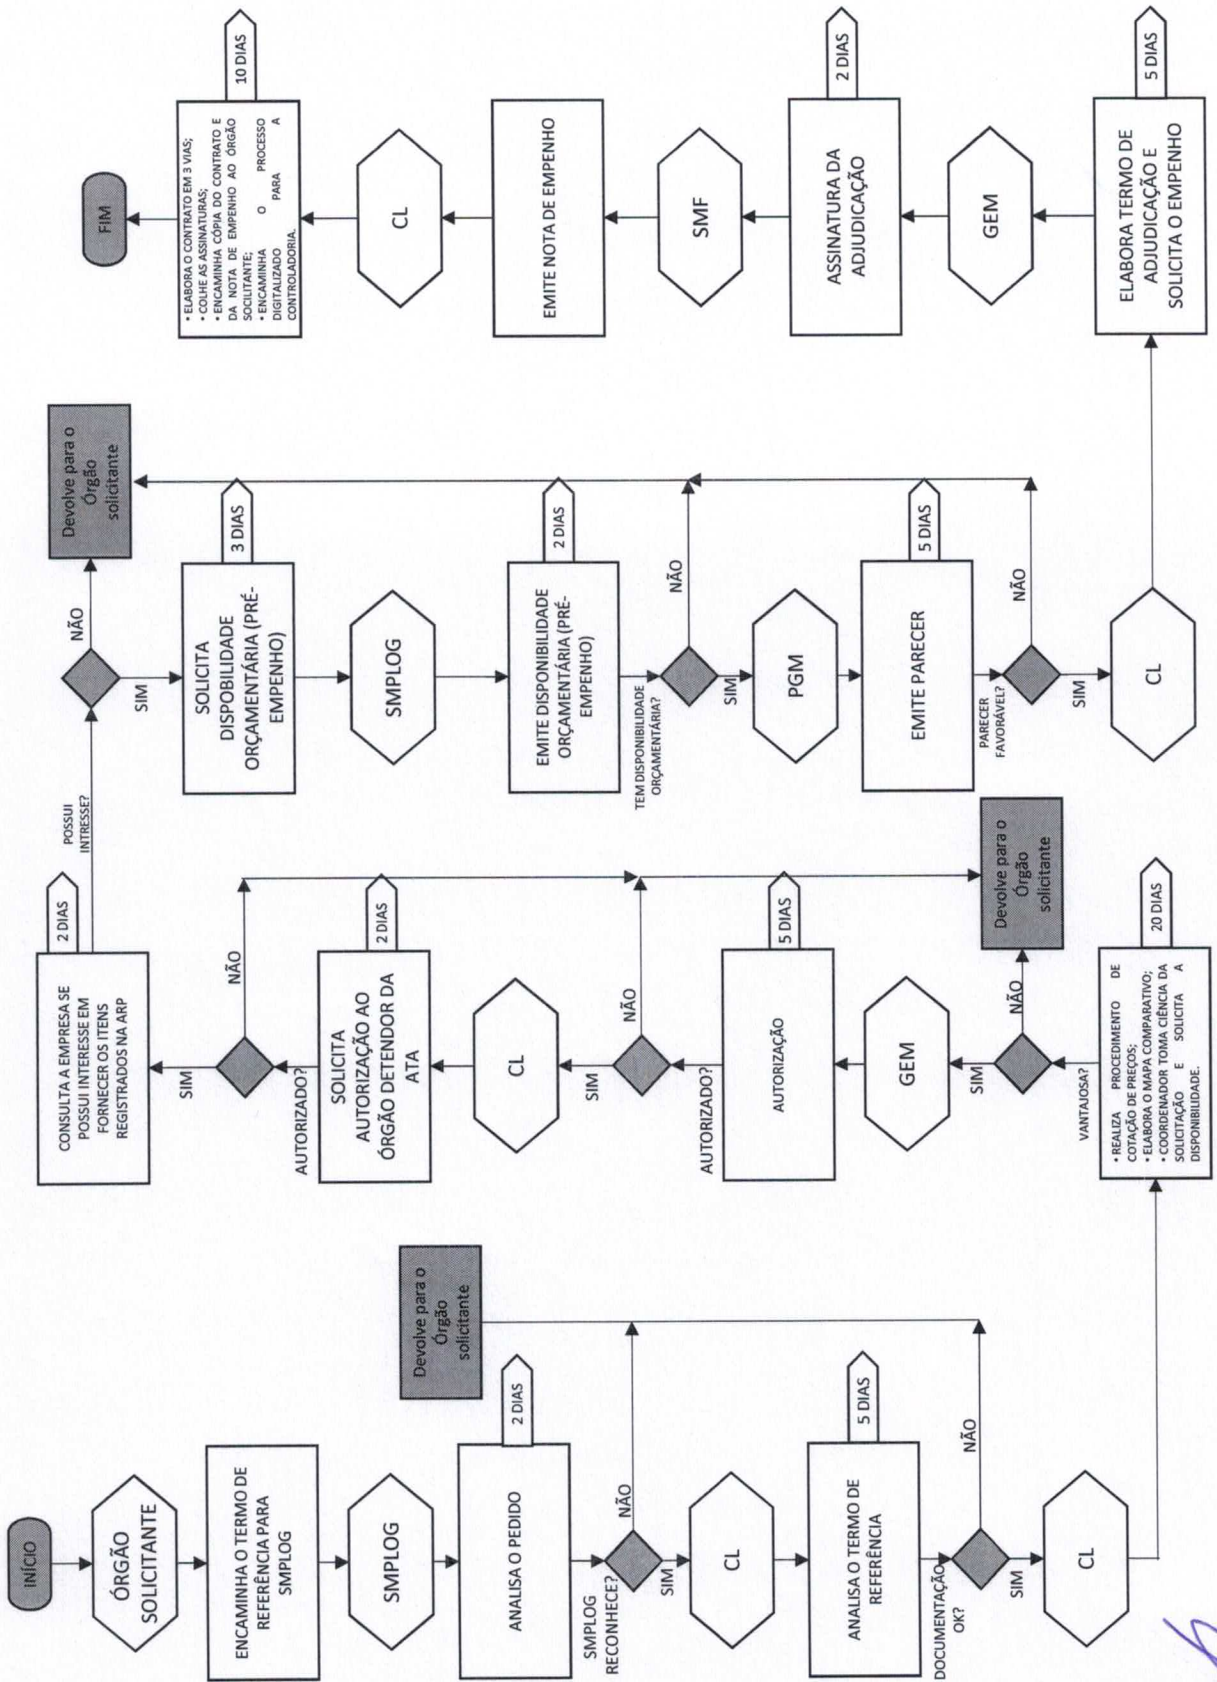 INÍCIO
ÓRGÃO
SOLICITANTE
ENCAMINHA O TERMO DE
REFERÊNCIA PARA
SMPLOG
SMPLOG
ANALISA O PEDIDO
2 DIAS
Devolve para o
Órgão
solicitante
SMPLOG
RECONHECE?
NÃO
SIM
CL
ANALISA O TERMO DE
REFERÊNCIA
5 DIAS
DOCUMENTAÇÃO
OK?
NÃO
SIM
CL
• REALIZA PROCEDIMENTO DE
COTAÇÃO DE PREÇOS;
• ELABORA O MAPA COMPARATIVO;
• COORDENADOR TOMA CIÊNCIA DA
SOLICITAÇÃO E SOLICITA A
DISPONIBILIDADE.
20 DIAS
VANTAJOSA?
NÃO
Devolve para o
Órgão
solicitante
SIM
GEM
AUTORIZAÇÃO
5 DIAS
AUTORIZADO?
NÃO
SIM
CL
SOLICITA
AUTORIZAÇÃO AO
ÓRGÃO DETENDOR DA
ATA
2 DIAS
AUTORIZADO?
NÃO
SIM
CONSULTA A EMPRESA SE
POSSUI INTERESSE EM
FORNECER OS ITENS
REGISTRADOS NA ARP
2 DIAS
POSSUI
INTRESSE?
NÃO
Devolve para o
Órgão
solicitante
SIM
SOLICITA
DISPOBILIDADE
ORÇAMENTÁRIA (PRÉ-
EMPENHO)
3 DIAS
SMPLOG
EMITE DISPONIBILIDADE
ORÇAMENTÁRIA (PRÉ-
EMPENHO)
2 DIAS
TEM DISPONIBILIDADE
ORÇAMENTÁRIA?
NÃO
SIM
PGM
EMITE PARECER
5 DIAS
PARECER
FAVORÁVEL?
NÃO
SIM
CL
ELABORA TERMO DE
ADJUDICAÇÃO E
SOLICITA O EMPENHO
5 DIAS
GEM
ASSINATURA DA
ADJUDICAÇÃO
2 DIAS
SMF
EMITE NOTA DE EMPENHO
CL
• ELABORA O CONTRATO EM 3 VIAS;
• COLHE AS ASSINATURAS;
• ENCAMINHA CÓPIA DO CONTRATO E
DA NOTA DE EMPENHO AO ÓRGÃO
SOCILITANTE;
• ENCAMINHA O PROCESSO
DIGITALIZADO PARA A
CONTROLADORIA.
10 DIAS
FIM